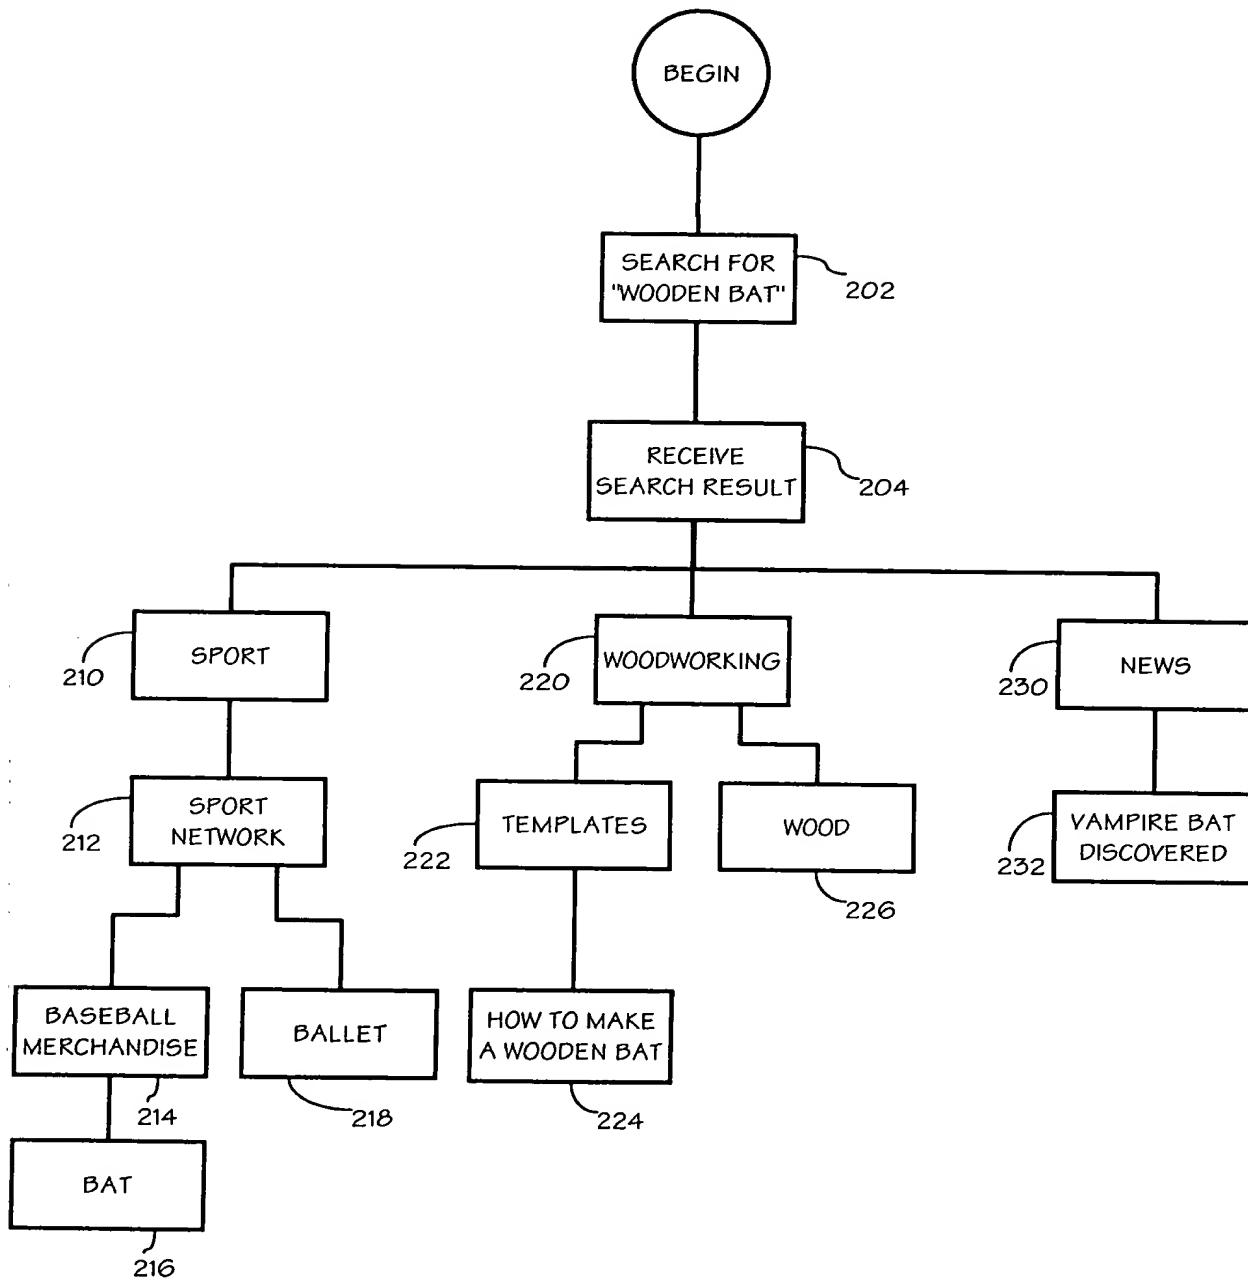 BEGIN
SEARCH FOR
"WOODEN BAT"
202
RECEIVE
SEARCH RESULT
204
SPORT
210
WOODWORKING
220
NEWS
230
SPORT
NETWORK
212
TEMPLATES
222
WOOD
226
VAMPIRE BAT
DISCOVERED
232
BASEBALL
MERCHANDISE
214
BALLET
218
HOW TO MAKE
A WOODEN BAT
224
BAT
216